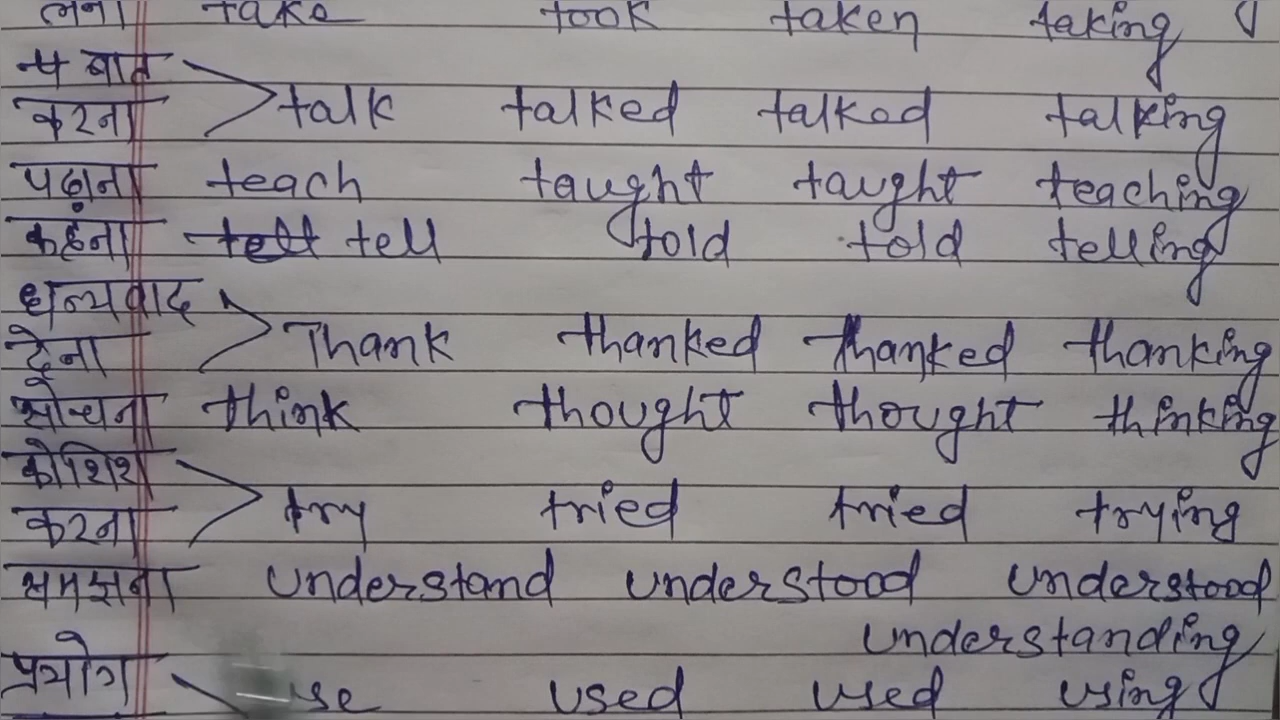 लेना take took taken taking
बात
करना talk talked talked talking
पढ़ाना teach taught taught teaching
कहना tell told told telling
धन्यवाद
देना Thank thanked thanked thanking
सोचना think thought thought thinking
कोशिश
करना try tried tried trying
समझना understand understood understood
understanding
प्रयोग use used used using